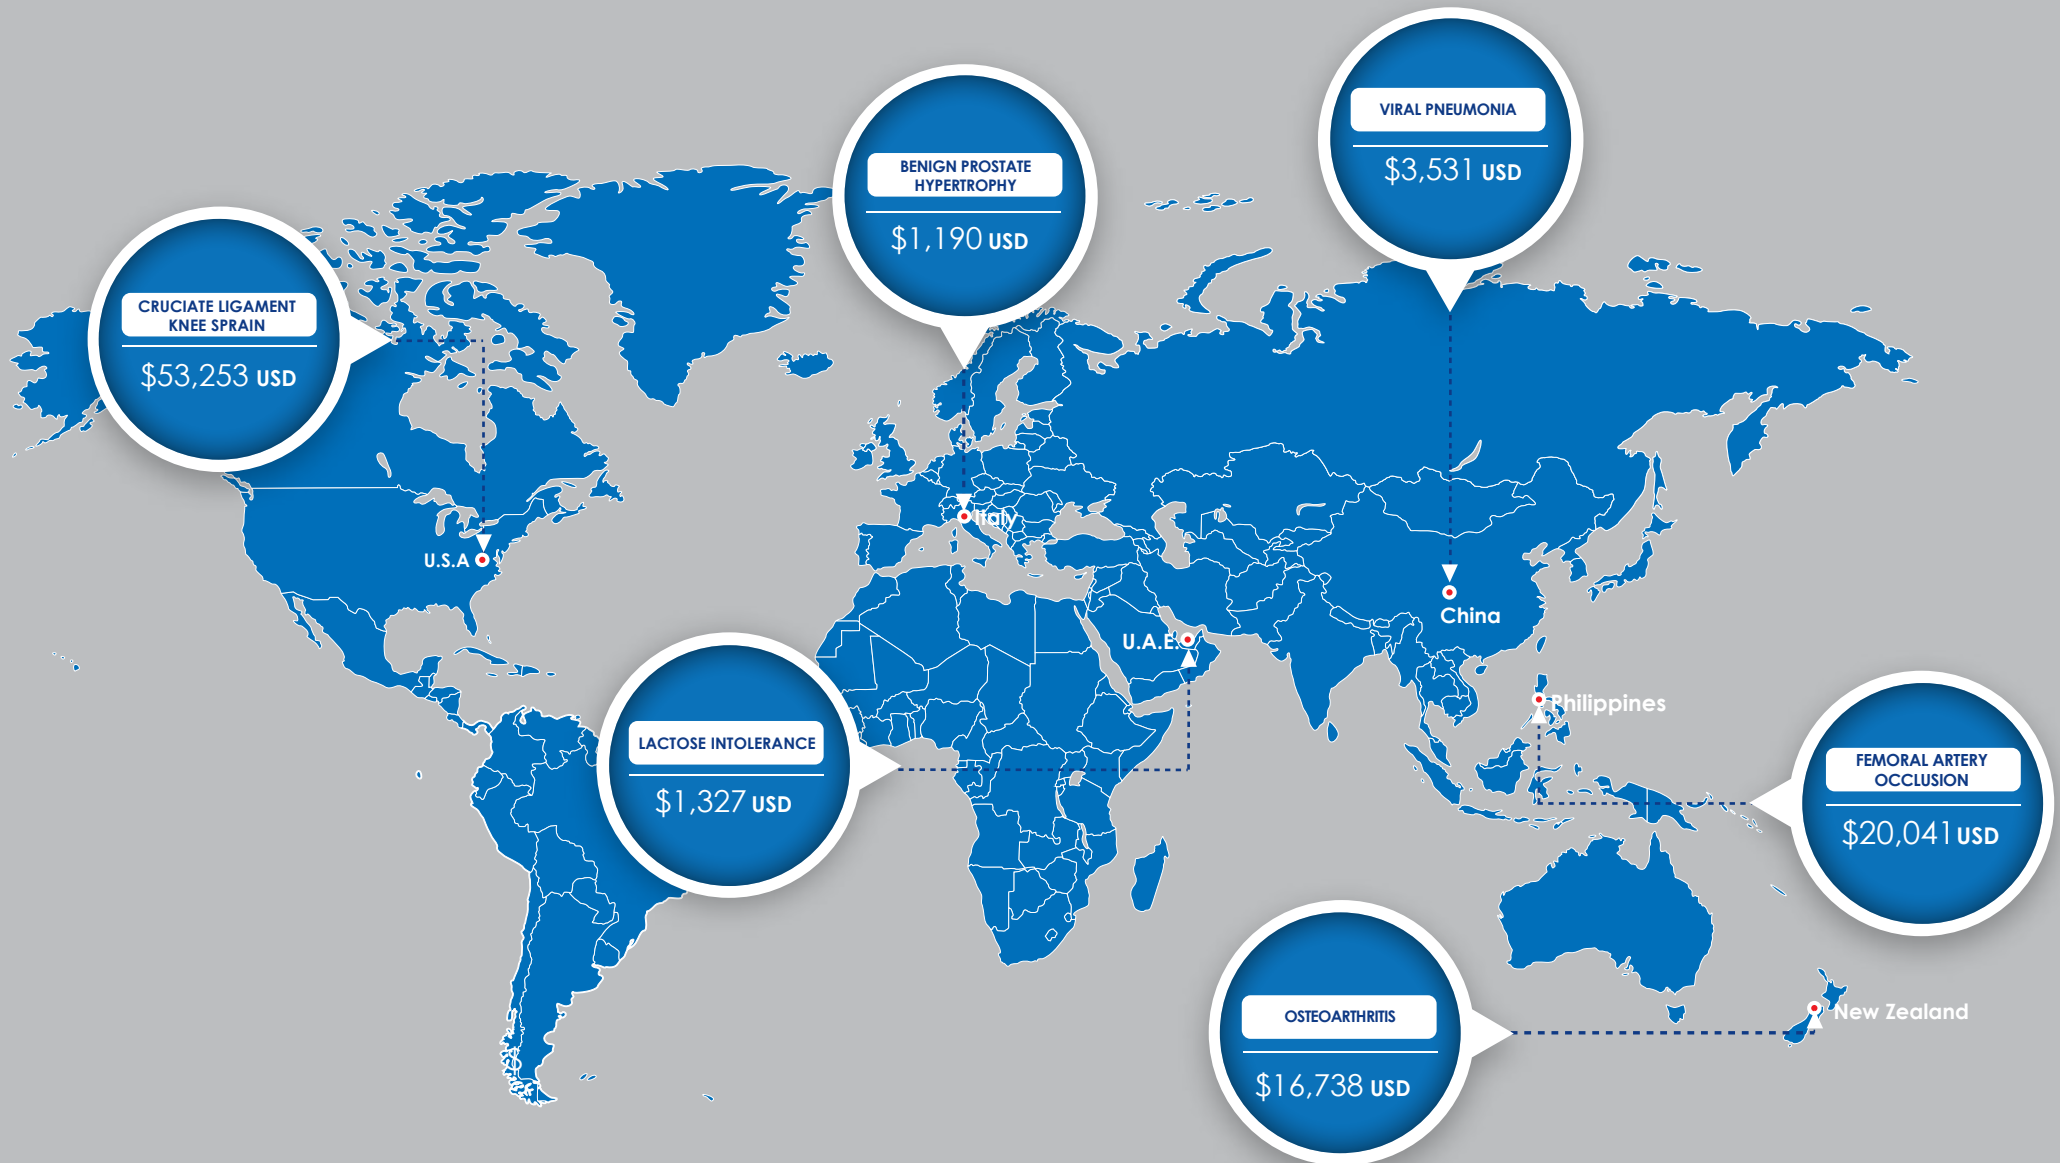 VIRAL PNEUMONIA
$3,531 USD
BENIGN PROSTATE
HYPERTROPHY
$1,190 USD
CRUCIATE LIGAMENT
KNEE SPRAIN
$53,253 USD
Italy
U.S.A
China
U.A.E.
Philippines
LACTOSE INTOLERANCE
$1,327 USD
FEMORAL ARTERY
OCCLUSION
$20,041 USD
New Zealand
OSTEOARTHRITIS
$16,738 USD
$